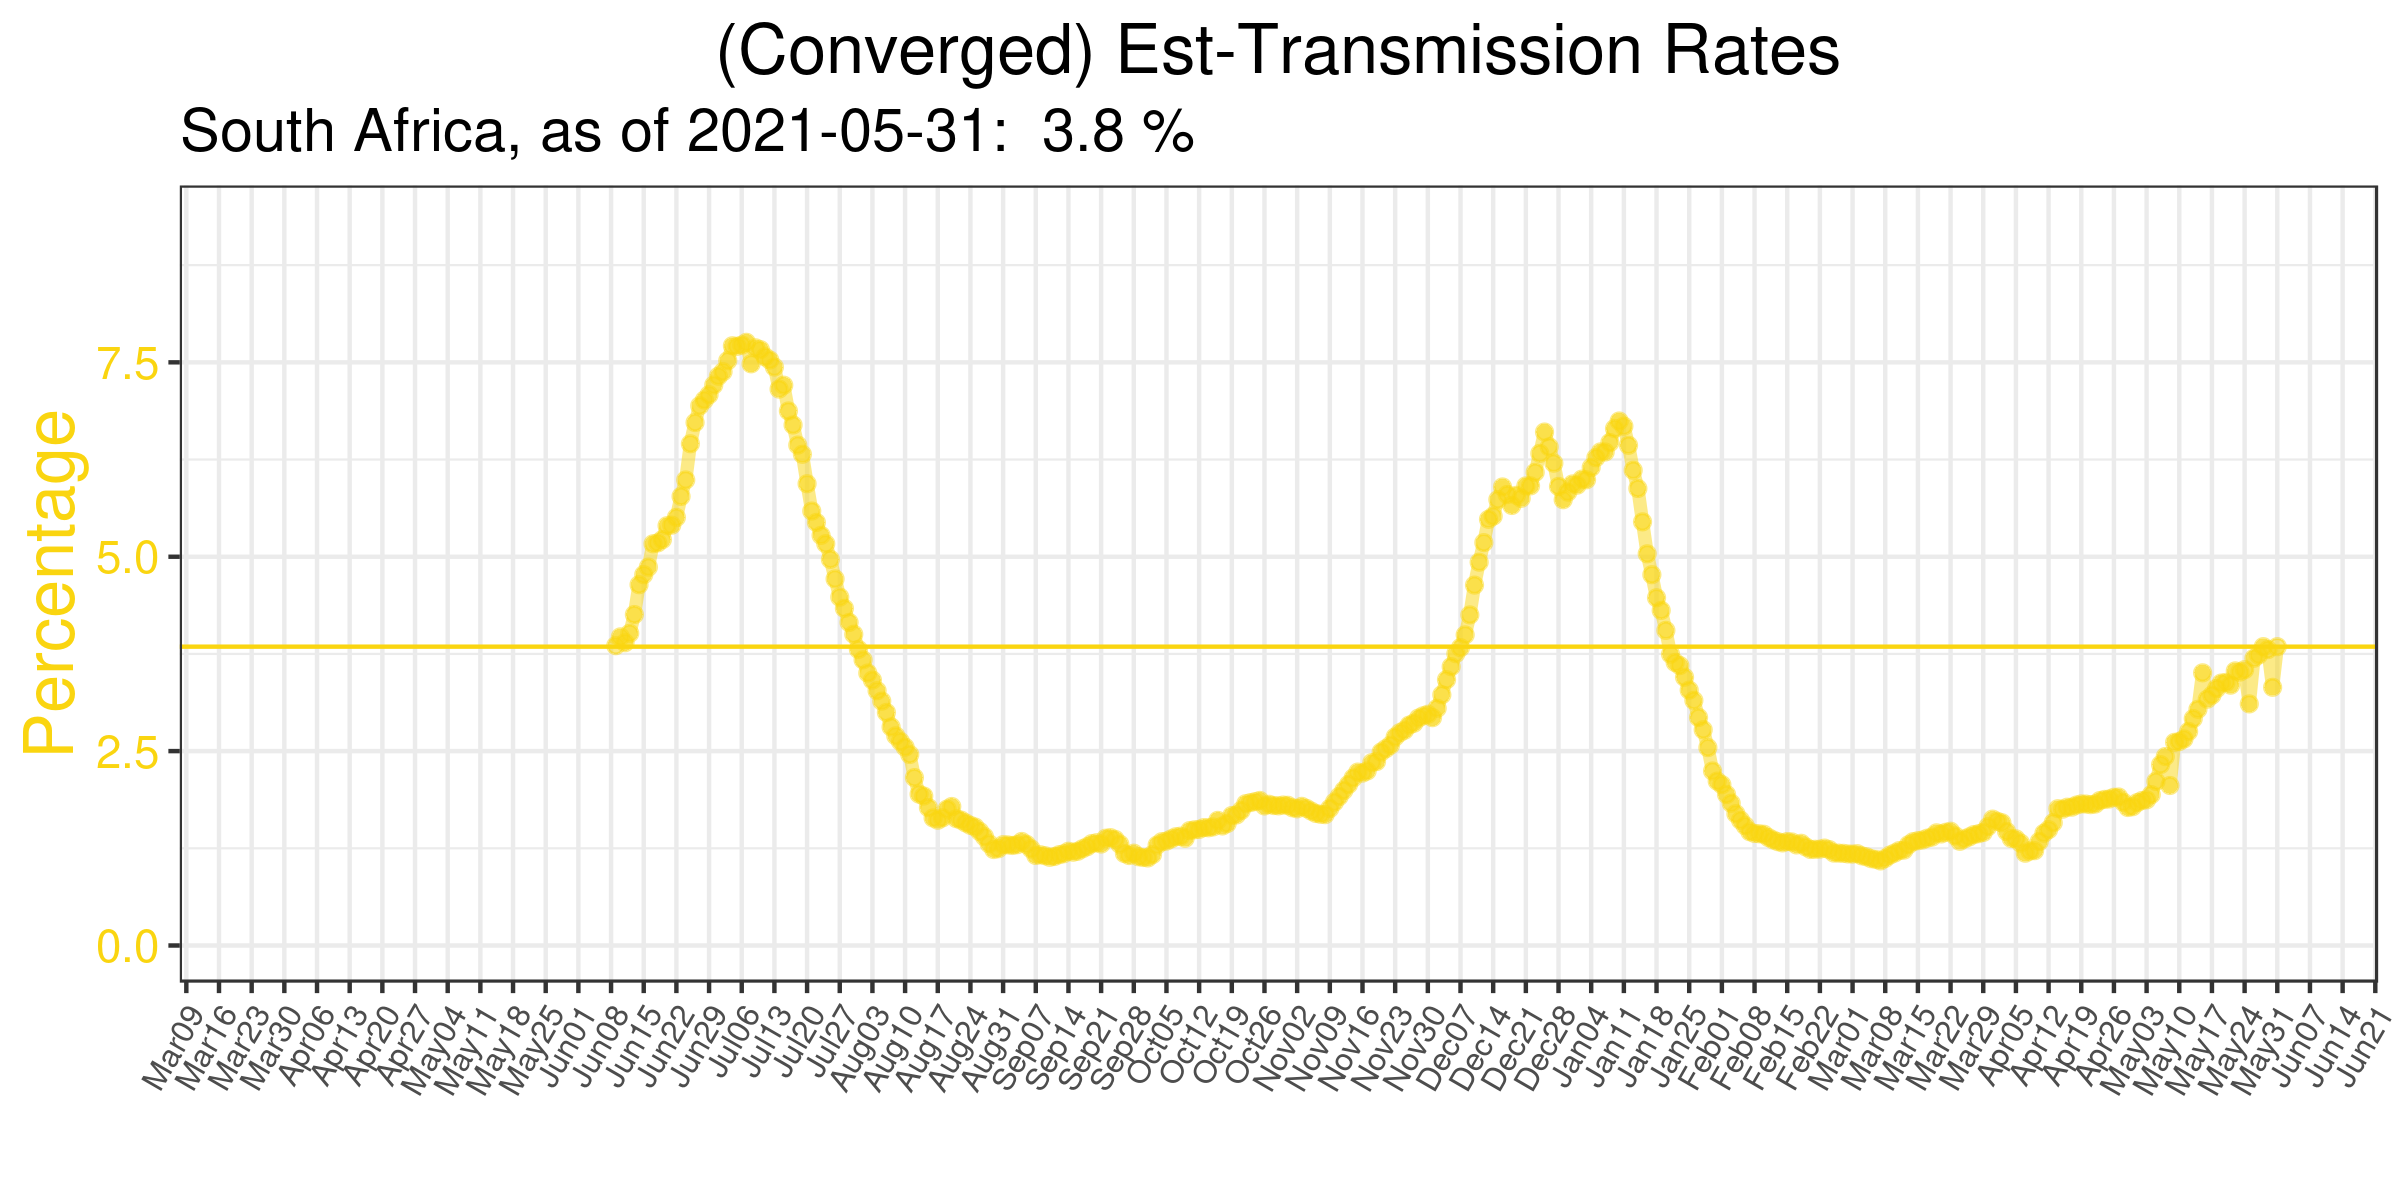 (Converged) Est-Transmission Rates
South Africa, as of 2021-05-31:  3.8 %
Percentage
7.5
5.0
2.5
0.0
Mar09
Mar16
Mar23
Mar30
Apr06
Apr13
Apr20
Apr27
May04
May11
May18
May25
Jun01
Jun08
Jun15
Jun22
Jun29
Jul06
Jul13
Jul20
Jul27
Aug03
Aug10
Aug17
Aug24
Aug31
Sep07
Sep14
Sep21
Sep28
Oct05
Oct12
Oct19
Oct26
Nov02
Nov09
Nov16
Nov23
Nov30
Dec07
Dec14
Dec21
Dec28
Jan04
Jan11
Jan18
Jan25
Feb01
Feb08
Feb15
Feb22
Mar01
Mar08
Mar15
Mar22
Mar29
Apr05
Apr12
Apr19
Apr26
May03
May10
May17
May24
May31
Jun07
Jun14
Jun21